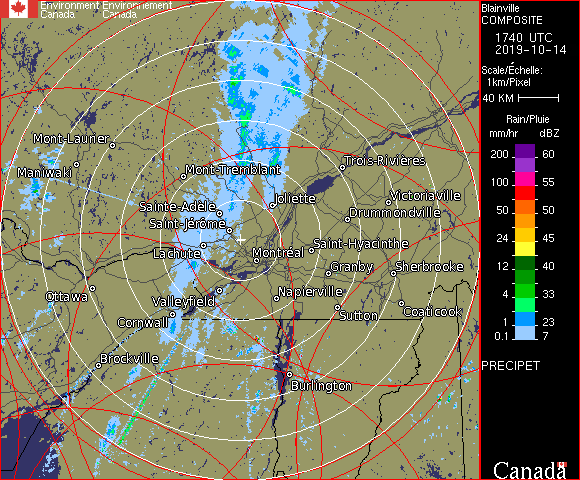 Environment Environnement
Canada Canada
Blainville
COMPOSITE
1740 UTC
2019-10-14
Scale/Échelle:
1km/Pixel
40 KM
Rain/Pluie
mm/hr dBZ
200 60
100 55
50 50
24 45
12 40
4 33
1 23
0.1 7
PRECIPET
Canada
Mont-Laurier
Maniwaki
Mont-Tremblant
Trois-Rivières
Sainte-Adèle
Joliette
Victoriaville
Drummondville
Saint-Jérôme
Lachute
Montréal
Saint-Hyacinthe
Granby
Sherbrooke
Ottawa
Valleyfield
Napierville
Cornwall
Sutton
Coaticook
Brockville
Burlington